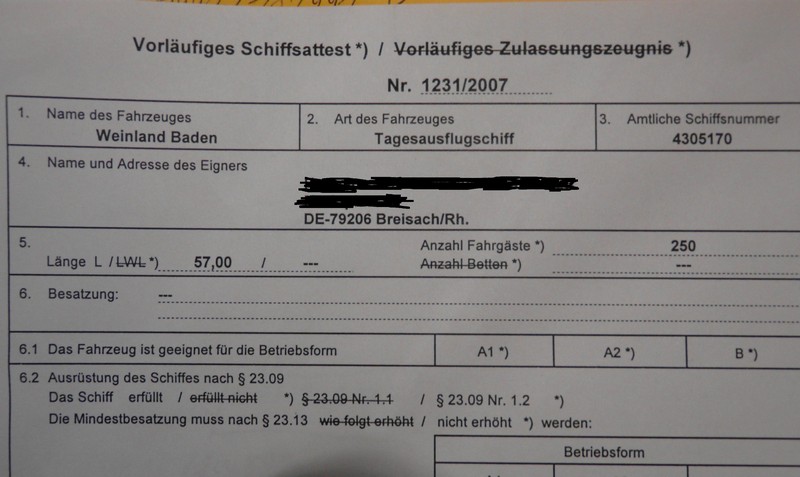 Vorläufiges Schiffsattest *) / Vorläufiges Zulassungszeugnis *)
Nr. 1231/2007
1. Name des Fahrzeuges
Weinland Baden
2. Art des Fahrzeuges
Tagesausflugschiff
3. Amtliche Schiffsnummer
4305170
4. Name und Adresse des Eigners
DE-79206 Breisach/Rh.
5.
Länge L / LWL *) 57,00 / ---
Anzahl Fahrgäste *) 250
Anzahl Betten *) ---
6. Besatzung: ---
6.1 Das Fahrzeug ist geeignet für die Betriebsform A1 *) A2 *) B *)
6.2 Ausrüstung des Schiffes nach § 23.09
Das Schiff erfüllt / erfüllt nicht *) § 23.09 Nr. 1.1 / § 23.09 Nr. 1.2 *)
Die Mindestbesatzung muss nach § 23.13 wie folgt erhöht / nicht erhöht *) werden:
Betriebsform